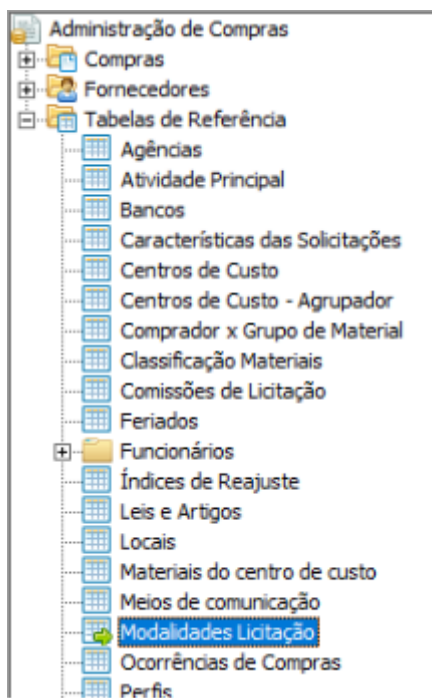 Administração de Compras
Compras
Fornecedores
Tabelas de Referência
Agências
Atividade Principal
Bancos
Características das Solicitações
Centros de Custo
Centros de Custo - Agrupador
Comprador x Grupo de Material
Classificação Materiais
Comissões de Licitação
Feriados
Funcionários
Índices de Reajuste
Leis e Artigos
Locais
Materiais do centro de custo
Meios de comunicação
Modalidades Licitação
Ocorrências de Compras
Perfis